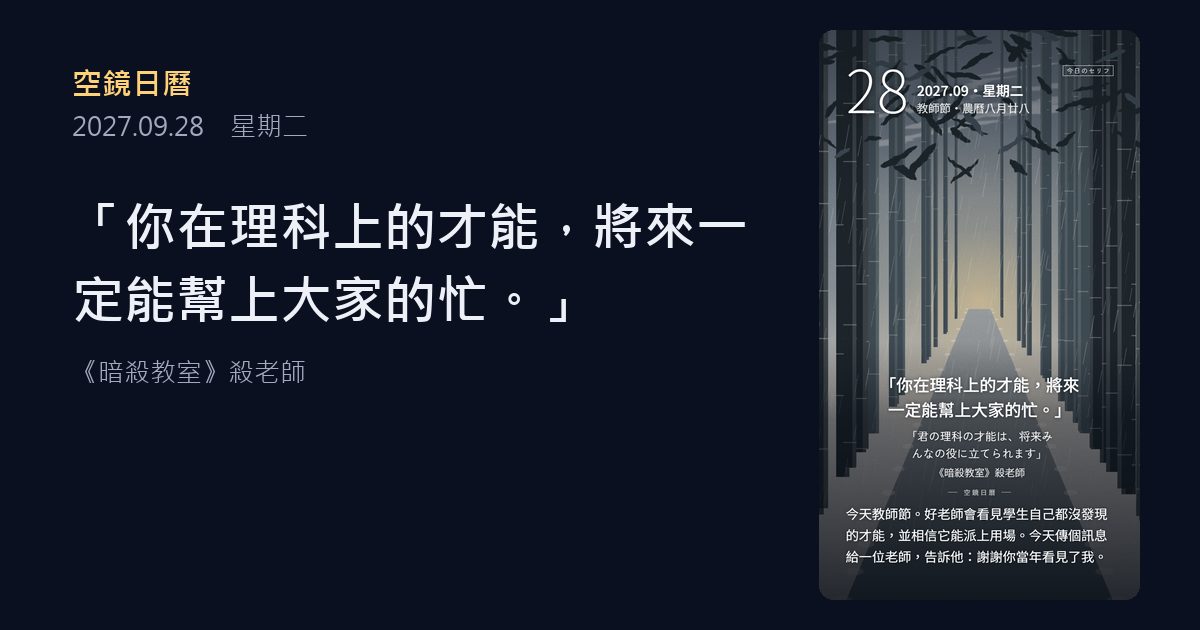 空鏡日曆
2027.09.28 星期二
「你在理科上的才能，將來一
定能幫上大家的忙。」
《暗殺教室》殺老師
28
2027.09・星期二
教師節・農曆八月廿八
今日のセリフ
「你在理科上的才能，將來
一定能幫上大家的忙。」
「君の理科の才能は、将来み
んなの役に立てられます」
《暗殺教室》殺老師
空鏡日曆
今天教師節。好老師會看見學生自己都沒發現
的才能，並相信它能派上用場。今天傳個訊息
給一位老師，告訴他：謝謝你當年看見了我。